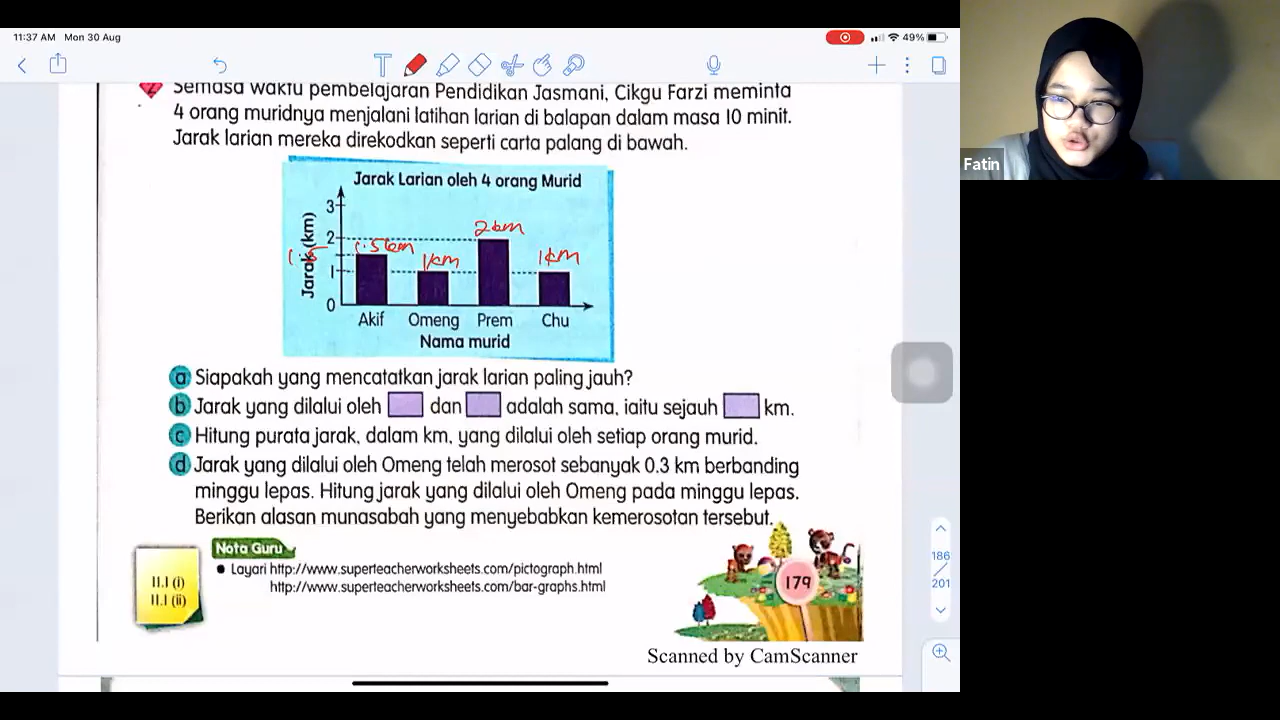 11:37 AM Mon 30 Aug
49%
2 Semasa waktu pembelajaran Pendidikan Jasmani, Cikgu Farzi meminta
4 orang muridnya menjalani latihan larian di balapan dalam masa 10 minit.
Jarak larian mereka direkodkan seperti carta palang di bawah.
Jarak Larian oleh 4 orang Murid
Jarak (km)
3
2
1.5
1
0
1.5km
1km
2km
1km
Akif Omeng Prem Chu
Nama murid
a Siapakah yang mencatatkan jarak larian paling jauh?
b Jarak yang dilalui oleh dan adalah sama, iaitu sejauh km.
c Hitung purata jarak, dalam km, yang dilalui oleh setiap orang murid.
d Jarak yang dilalui oleh Omeng telah merosot sebanyak 0.3 km berbanding
minggu lepas. Hitung jarak yang dilalui oleh Omeng pada minggu lepas.
Berikan alasan munasabah yang menyebabkan kemerosotan tersebut.
Nota Guru
• Layari http://www.superteacherworksheets.com/pictograph.html
http://www.superteacherworksheets.com/bar-graphs.html
11.1 (i)
11.1 (ii)
179
Scanned by CamScanner
186
201
Fatin